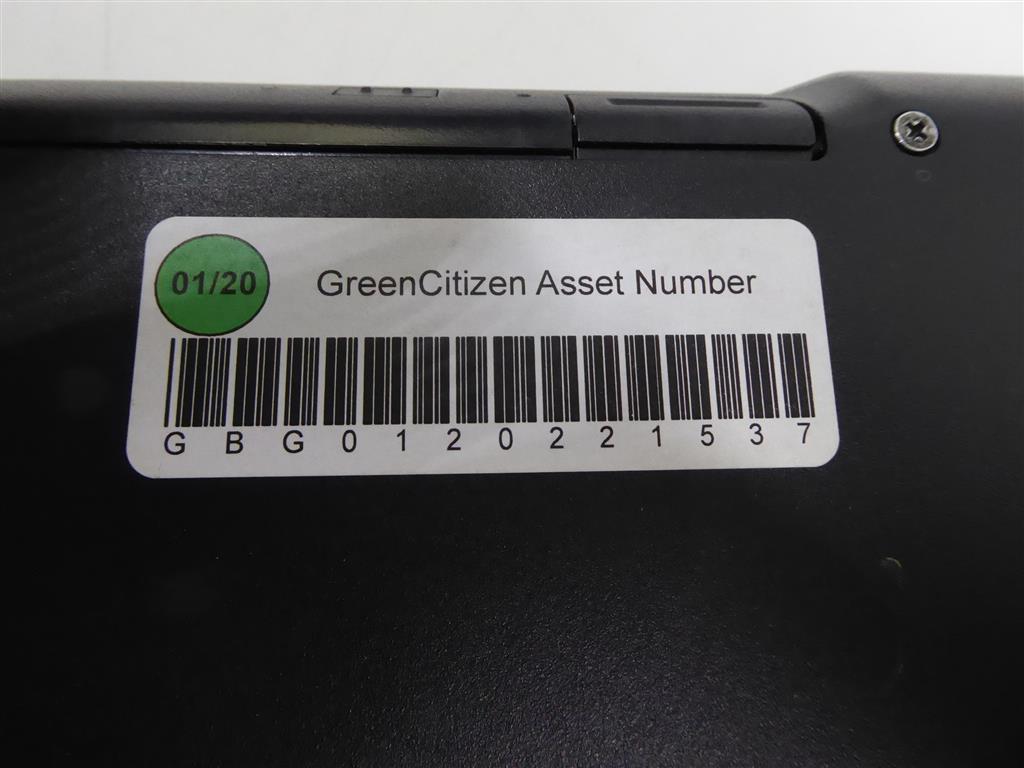 01/20
GreenCitizen Asset Number
GBG0120221537